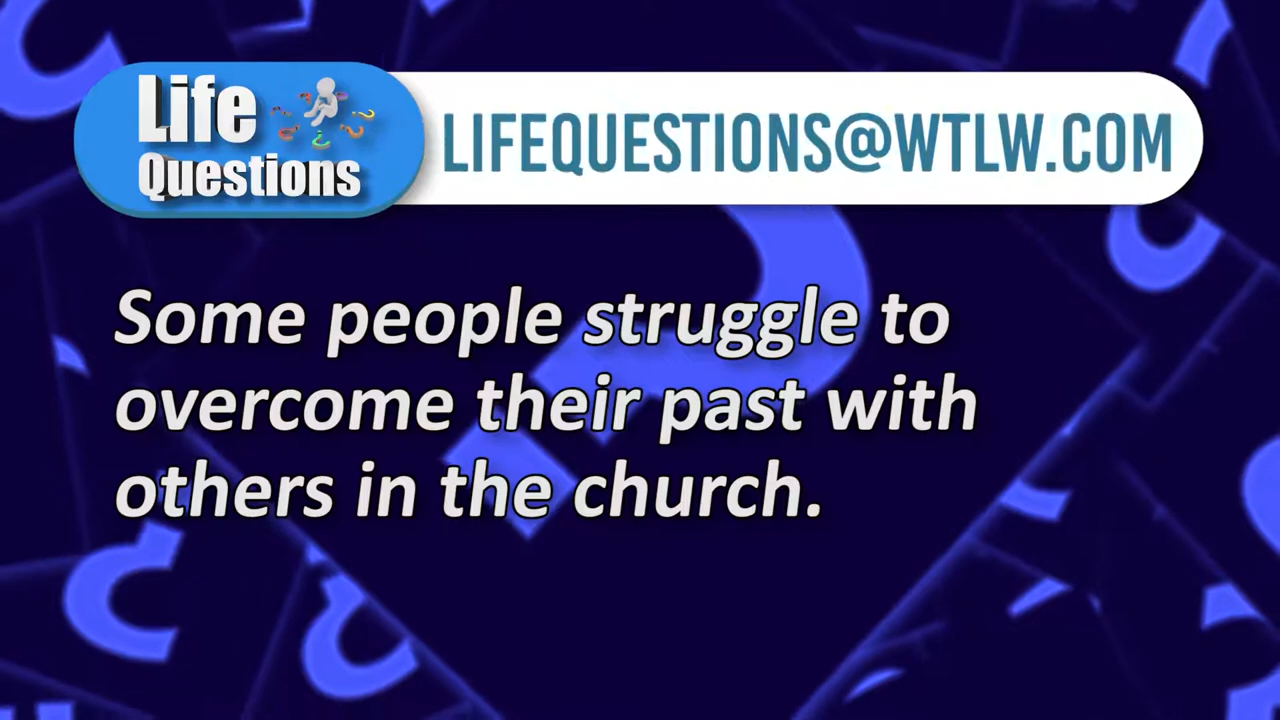 Life
Questions
LIFEQUESTIONS@WTLW.COM
Some people struggle to
overcome their past with
others in the church.